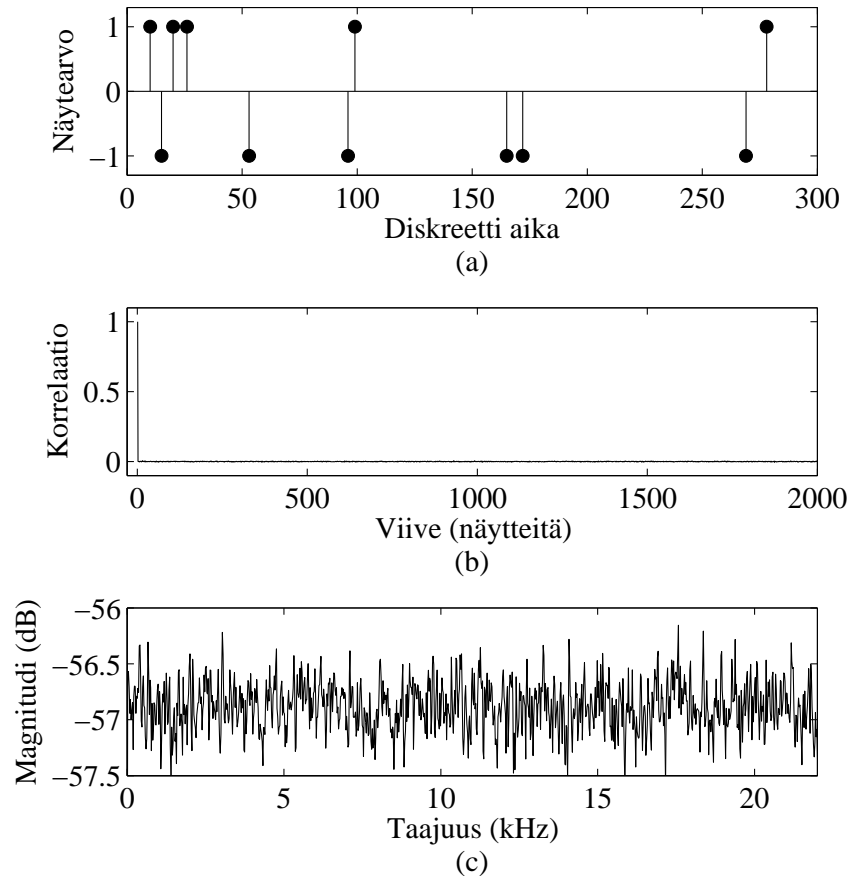 Näytearvo
1
0
−1
0 50 100 150 200 250 300
Diskreetti aika
(a)
Korrelaatio
1
0.5
0
0 500 1000 1500 2000
Viive (näytteitä)
(b)
Magnitudi (dB)
−56
−56.5
−57
−57.5
0 5 10 15 20
Taajuus (kHz)
(c)